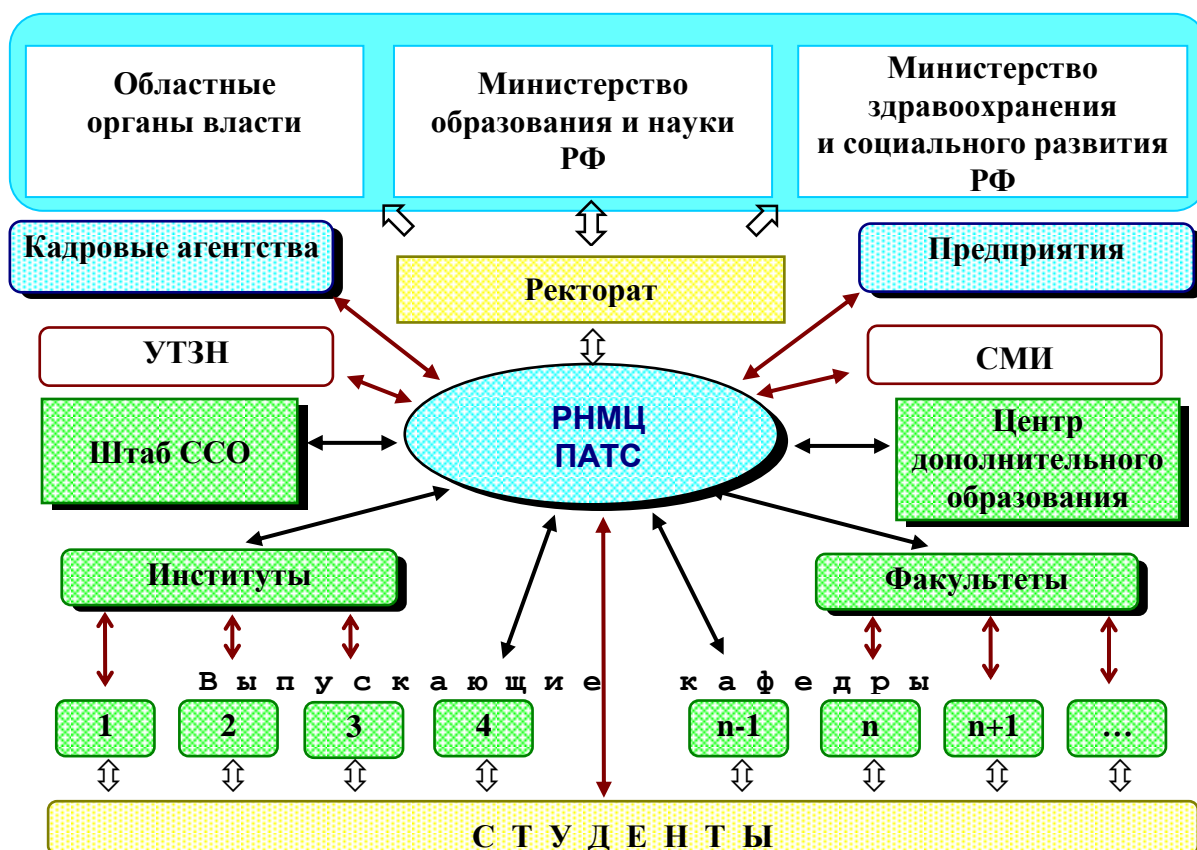 Областные
органы власти
Министерство
образования и науки
РФ
Министерство
здравоохранения
и социального развития
РФ
Кадровые агентства
Ректорат
Предприятия
УТЗН
СМИ
РНМЦ
ПАТС
Штаб ССО
Центр
дополнительного
образования
Институты
Факультеты
Выпускающие кафедры
1
2
3
4
n-1
n
n+1
...
СТУДЕНТЫ